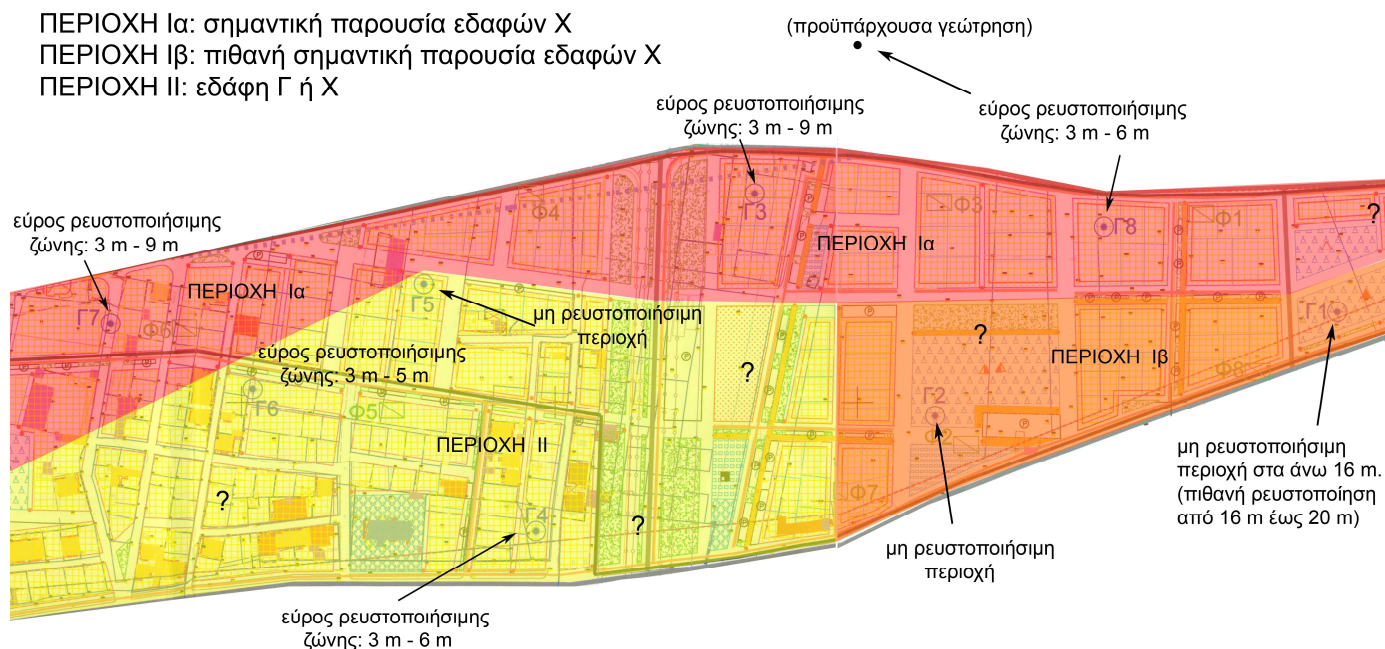 ΠΕΡΙΟΧΗ Ια: σημαντική παρουσία εδαφών Χ
ΠΕΡΙΟΧΗ Ιβ: πιθανή σημαντική παρουσία εδαφών Χ
ΠΕΡΙΟΧΗ ΙΙ: εδάφη Γ ή Χ
(προϋπάρχουσα γεώτρηση)
εύρος ρευστοποιήσιμης
ζώνης: 3 m - 9 m
εύρος ρευστοποιήσιμης
ζώνης: 3 m - 6 m
εύρος ρευστοποιήσιμης
ζώνης: 3 m - 9 m
Φ4
Γ3
Φ3
Γ8
Φ1
?
ΠΕΡΙΟΧΗ Ια
ΠΕΡΙΟΧΗ Ια
Γ7
Φ6
Γ5
μη ρευστοποιήσιμη
περιοχή
Γ1
?
ΠΕΡΙΟΧΗ Ιβ
εύρος ρευστοποιήσιμης
ζώνης: 3 m - 5 m
?
Φ8
Γ6
Φ5
Γ2
ΠΕΡΙΟΧΗ ΙΙ
μη ρευστοποιήσιμη
περιοχή στα άνω 16 m.
(πιθανή ρευστοποίηση
από 16 m έως 20 m)
?
Φ7
Γ4
?
μη ρευστοποιήσιμη
περιοχή
εύρος ρευστοποιήσιμης
ζώνης: 3 m - 6 m